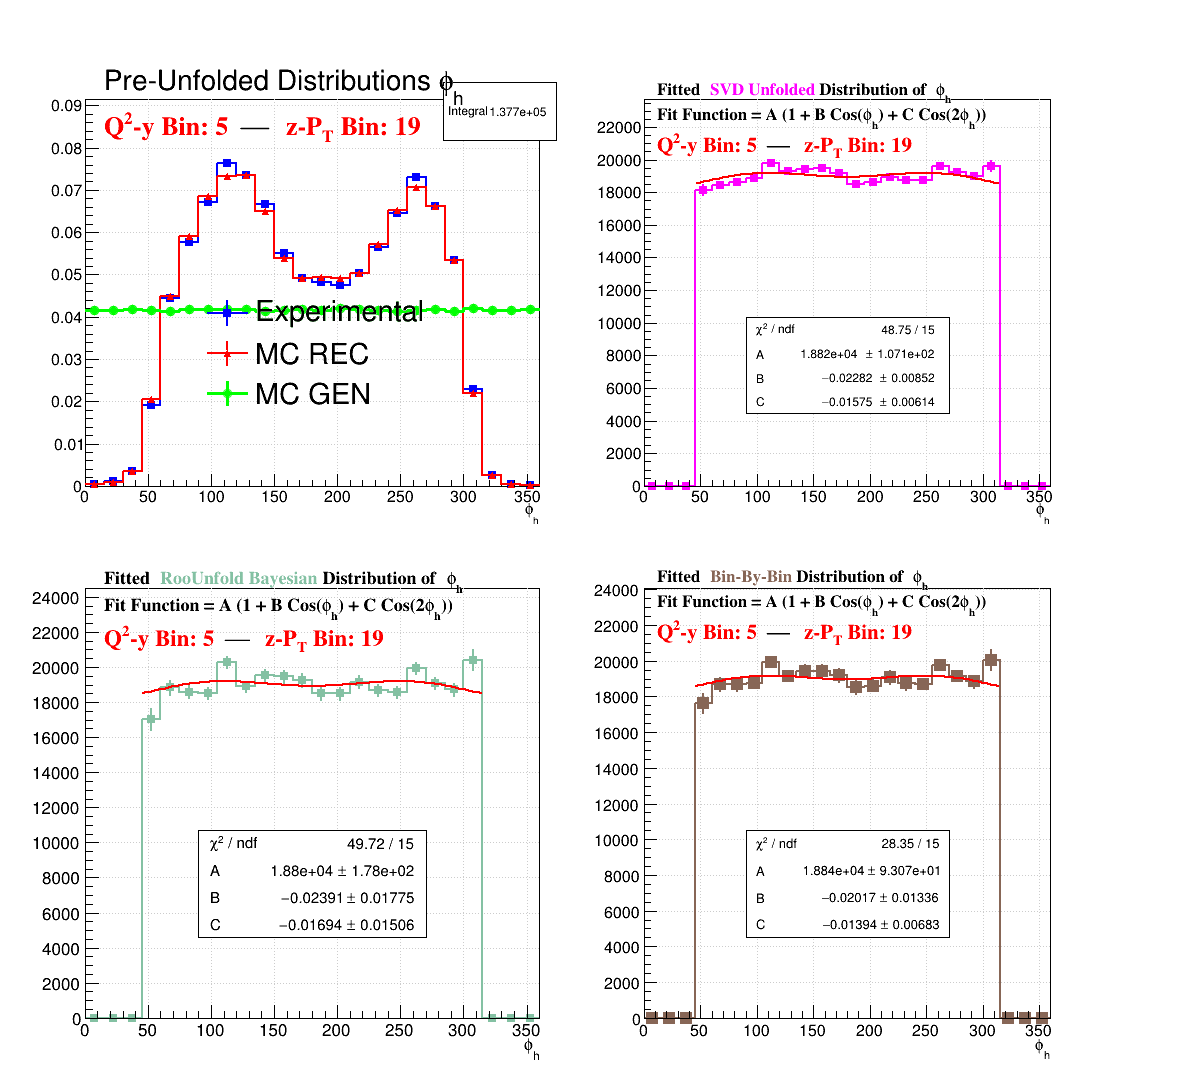 Pre-Unfolded Distributions ϕh
Integral 1.377e+05
Q²-y Bin: 5 — z-PT Bin: 19
0.09
0.08
0.07
0.06
0.05
0.04
0.03
0.02
0.01
0
Experimental
MC REC
MC GEN
0 50 100 150 200 250 300 350
ϕh
Fitted SVD Unfolded Distribution of ϕh
Fit Function = A (1 + B Cos(ϕh) + C Cos(2ϕh))
Q²-y Bin: 5 — z-PT Bin: 19
22000
20000
18000
16000
14000
12000
10000
8000
6000
4000
2000
0
χ² / ndf 48.75 / 15
A 1.882e+04 ± 1.071e+02
B −0.02282 ± 0.00852
C −0.01575 ± 0.00614
0 50 100 150 200 250 300 350
ϕh
Fitted RooUnfold Bayesian Distribution of ϕh
Fit Function = A (1 + B Cos(ϕh) + C Cos(2ϕh))
Q²-y Bin: 5 — z-PT Bin: 19
24000
22000
20000
18000
16000
14000
12000
10000
8000
6000
4000
2000
0
χ² / ndf 49.72 / 15
A 1.88e+04 ± 1.78e+02
B −0.02391 ± 0.01775
C −0.01694 ± 0.01506
0 50 100 150 200 250 300 350
ϕh
Fitted Bin-By-Bin Distribution of ϕh
Fit Function = A (1 + B Cos(ϕh) + C Cos(2ϕh))
Q²-y Bin: 5 — z-PT Bin: 19
24000
22000
20000
18000
16000
14000
12000
10000
8000
6000
4000
2000
0
χ² / ndf 28.35 / 15
A 1.884e+04 ± 9.307e+01
B −0.02017 ± 0.01336
C −0.01394 ± 0.00683
0 50 100 150 200 250 300 350
ϕh